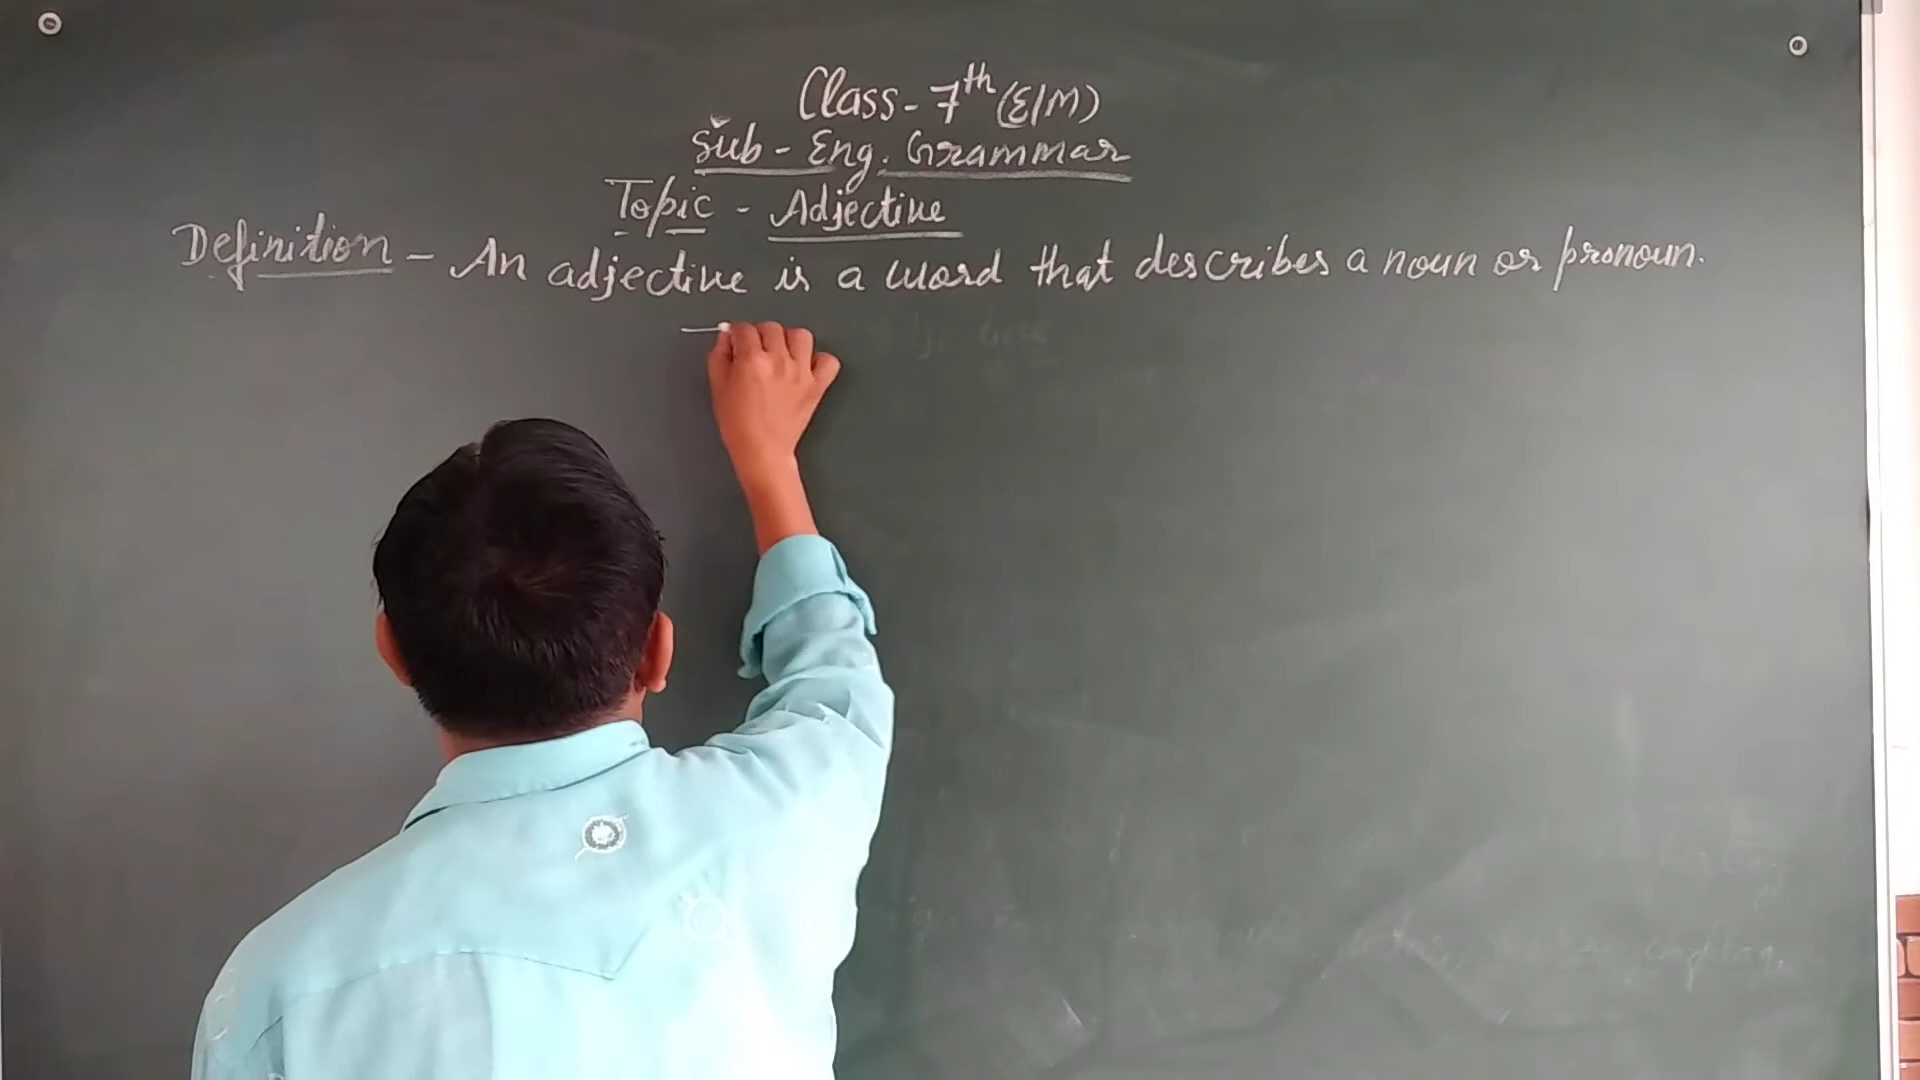 Class - 7th (E/M)
Sub - Eng. Grammar
Topic - Adjective
Definition - An adjective is a word that describes a noun or pronoun.